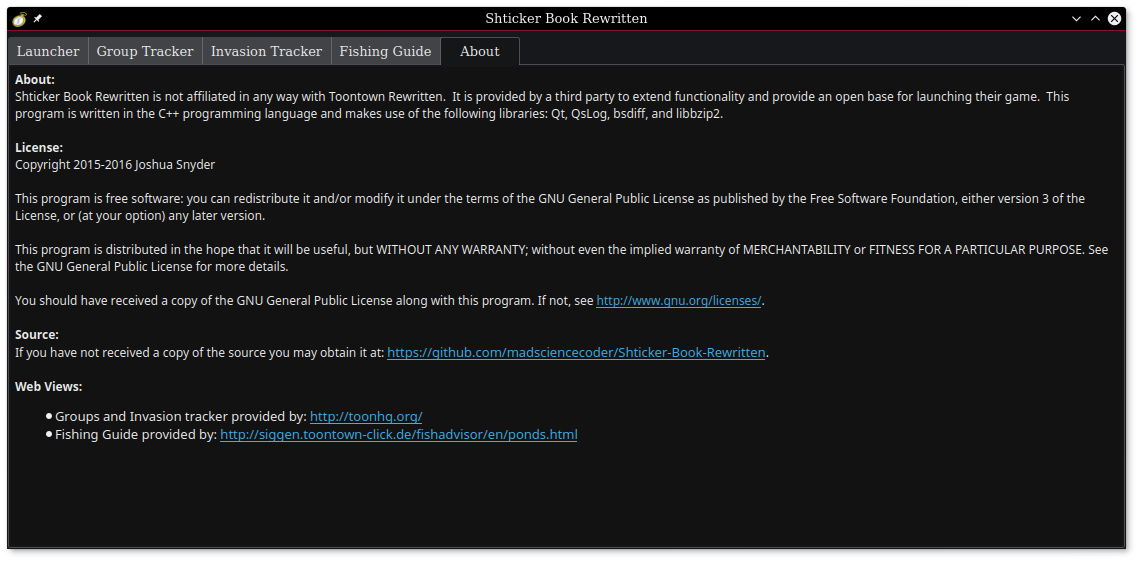 Shticker Book Rewritten
Launcher
Group Tracker
Invasion Tracker
Fishing Guide
About
About:
Shticker Book Rewritten is not affiliated in any way with Toontown Rewritten.  It is provided by a third party to extend functionality and provide an open base for launching their game.  This
program is written in the C++ programming language and makes use of the following libraries: Qt, QsLog, bsdiff, and libbzip2.
License:
Copyright 2015-2016 Joshua Snyder
This program is free software: you can redistribute it and/or modify it under the terms of the GNU General Public License as published by the Free Software Foundation, either version 3 of the
License, or (at your option) any later version.
This program is distributed in the hope that it will be useful, but WITHOUT ANY WARRANTY; without even the implied warranty of MERCHANTABILITY or FITNESS FOR A PARTICULAR PURPOSE. See
the GNU General Public License for more details.
You should have received a copy of the GNU General Public License along with this program. If not, see http://www.gnu.org/licenses/.
Source:
If you have not received a copy of the source you may obtain it at: https://github.com/madsciencecoder/Shticker-Book-Rewritten.
Web Views:
● Groups and Invasion tracker provided by: http://toonhq.org/
● Fishing Guide provided by: http://siggen.toontown-click.de/fishadvisor/en/ponds.html